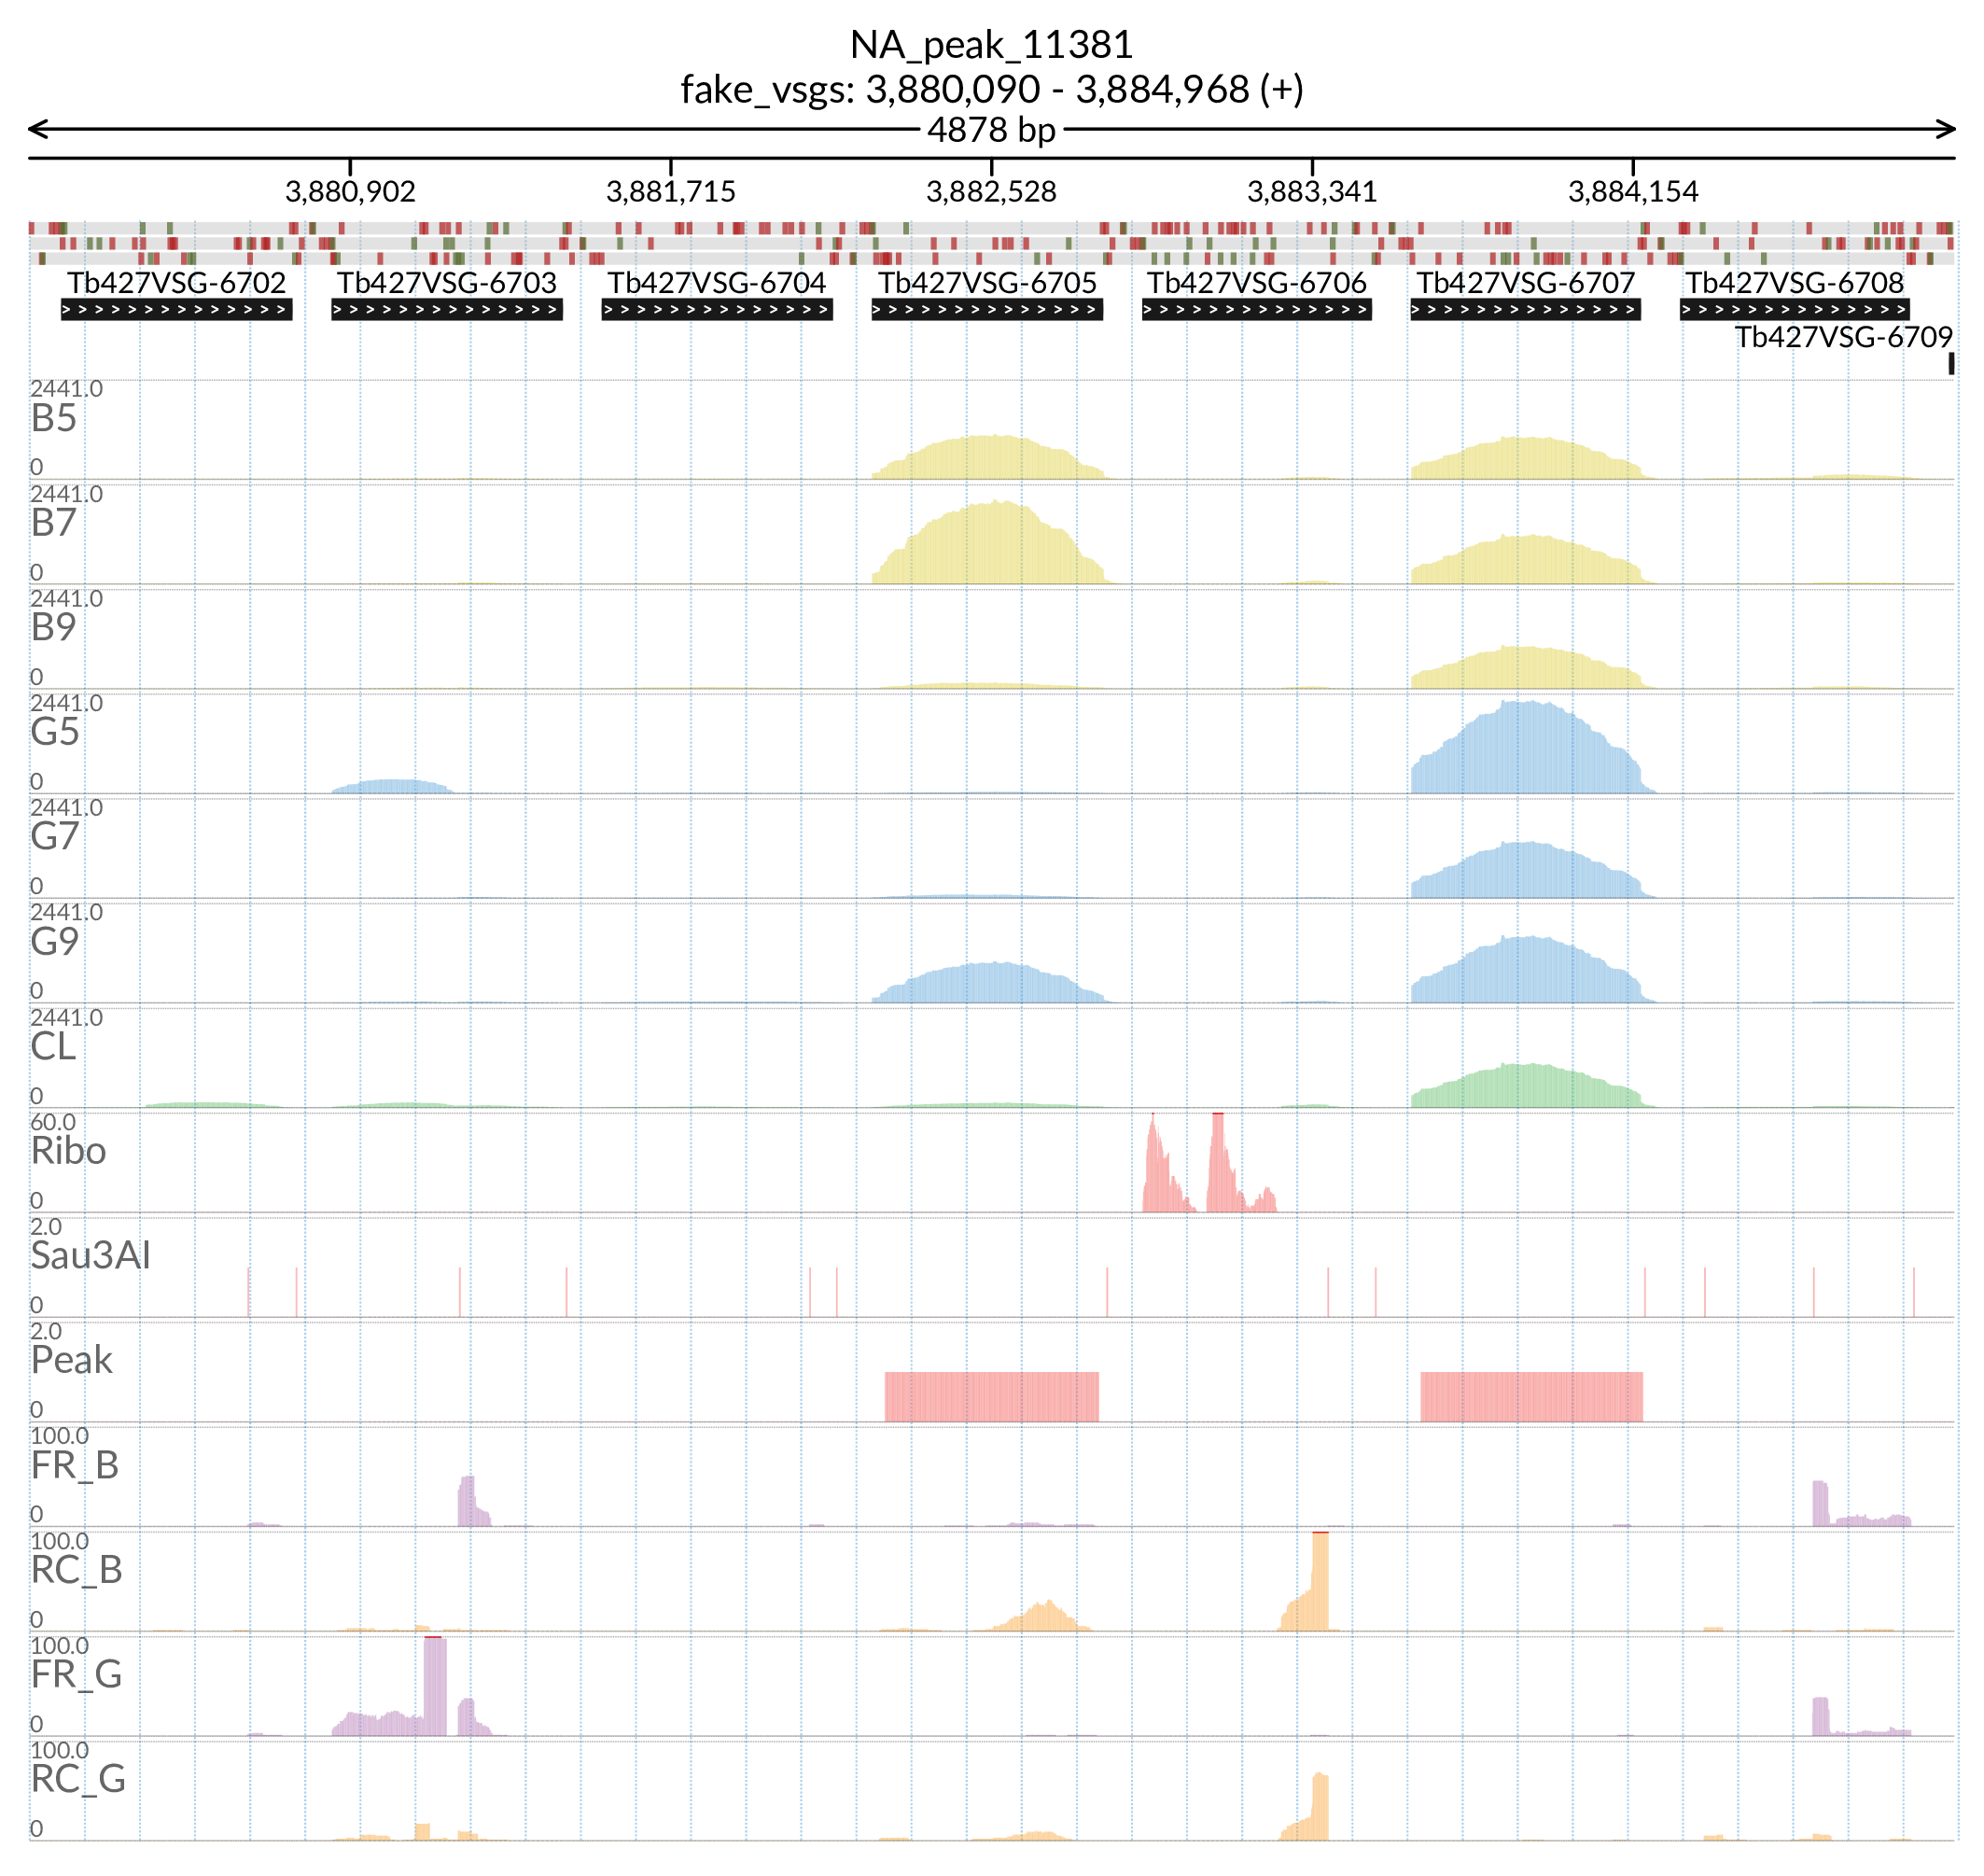 NA_peak_11381
fake_vsgs: 3,880,090 - 3,884,968 (+)
4878 bp
3,880,902 3,881,715 3,882,528 3,883,341 3,884,154
Tb427VSG-6702 Tb427VSG-6703 Tb427VSG-6704 Tb427VSG-6705 Tb427VSG-6706 Tb427VSG-6707 Tb427VSG-6708
Tb427VSG-6709
2441.0
B5
0
2441.0
B7
0
2441.0
B9
0
2441.0
G5
0
2441.0
G7
0
2441.0
G9
0
2441.0
CL
0
60.0
Ribo
0
2.0
Sau3AI
0
2.0
Peak
0
100.0
FR_B
0
100.0
RC_B
0
100.0
FR_G
0
100.0
RC_G
0